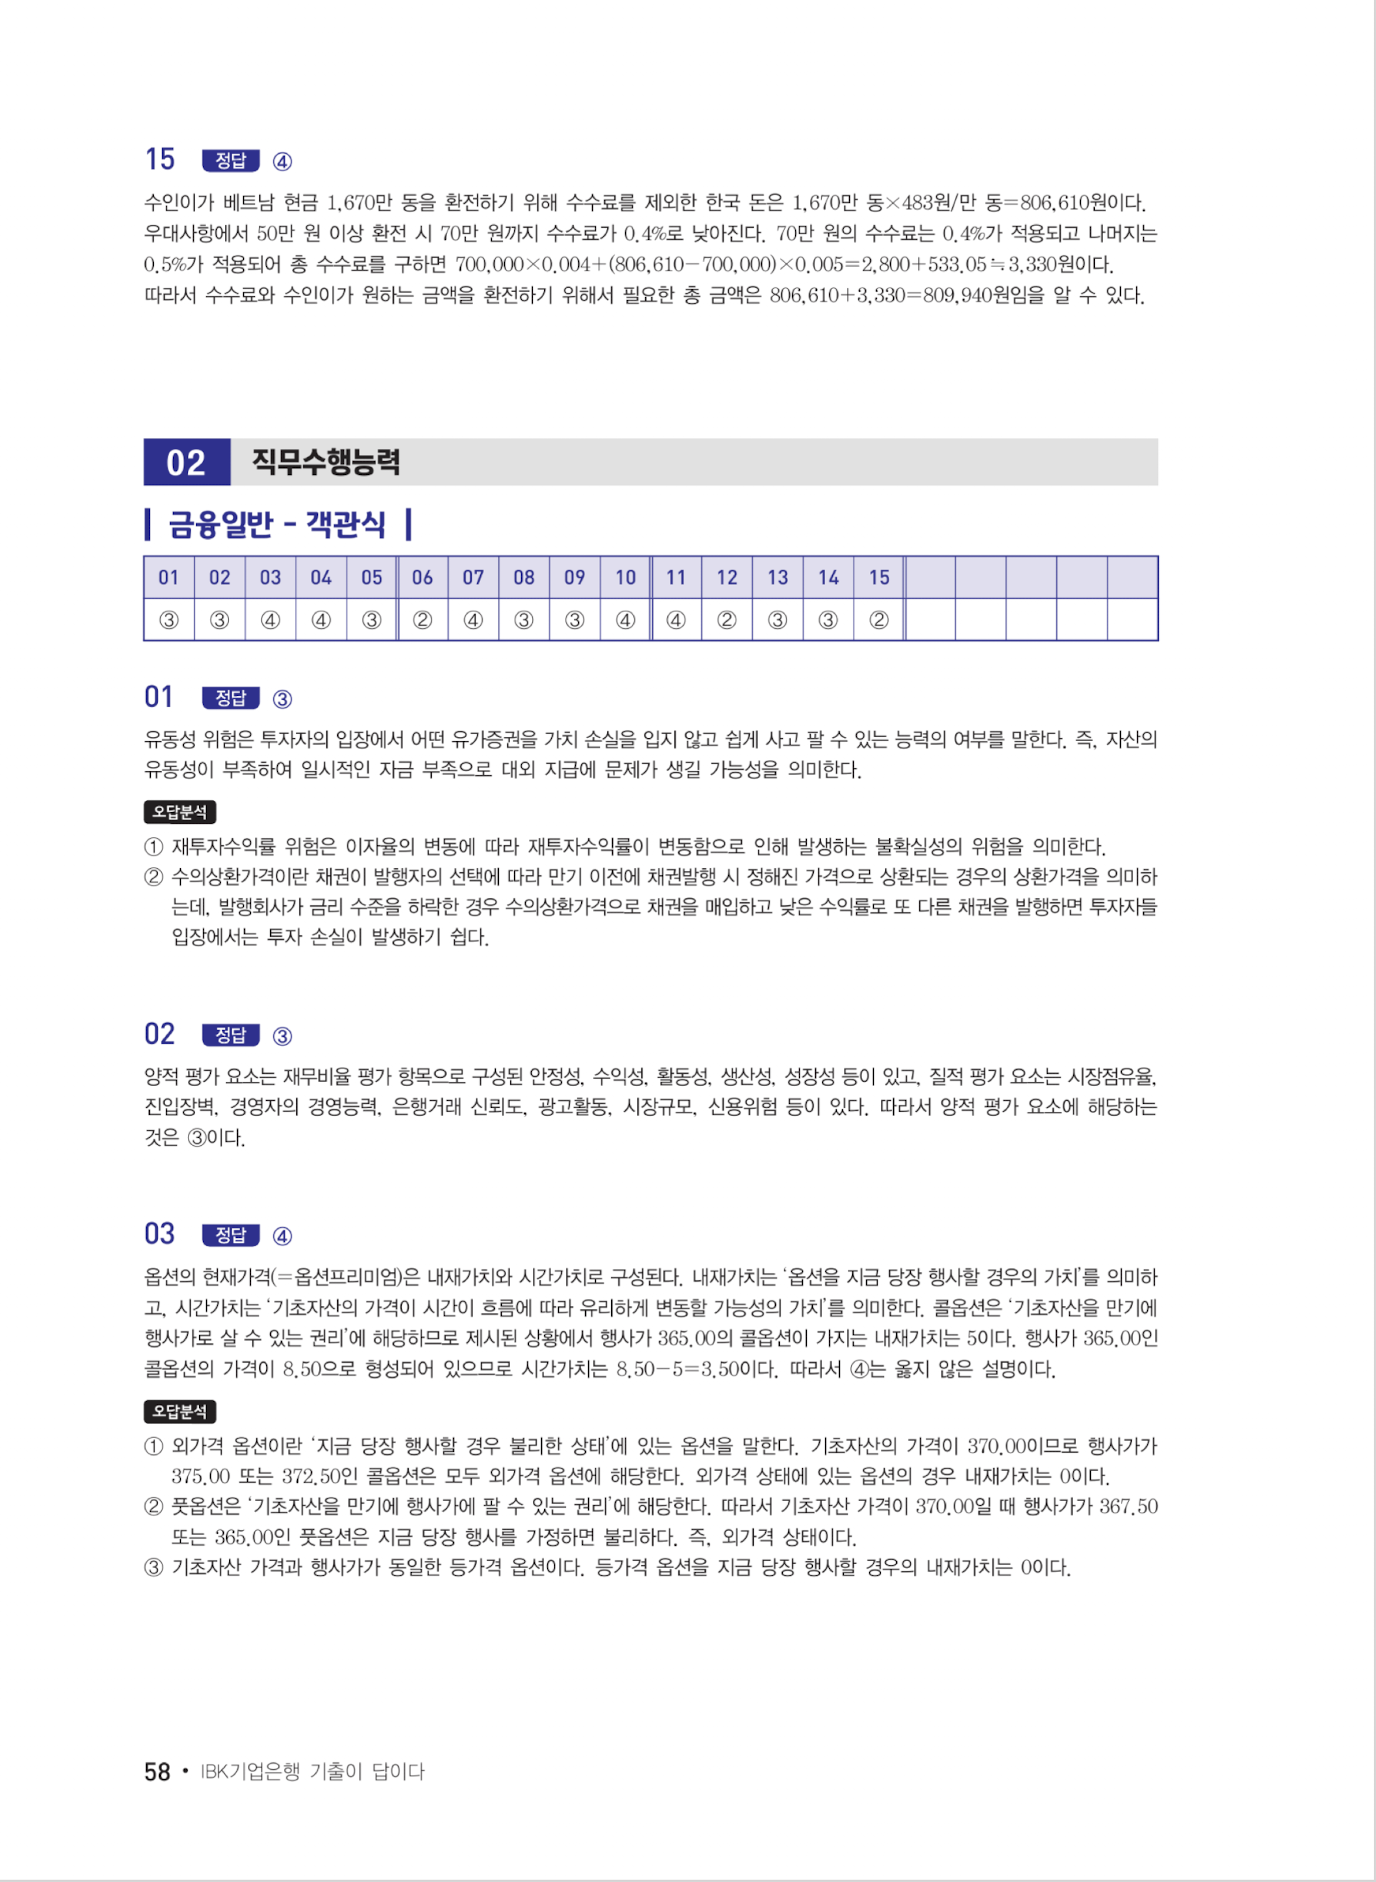 15 정답 ④
수인이가 베트남 현금 1,670만 동을 환전하기 위해 수수료를 제외한 한국 돈은 1,670만 동×483원/만 동=806,610원이다.
우대사항에서 50만 원 이상 환전 시 70만 원까지 수수료가 0.4%로 낮아진다. 70만 원의 수수료는 0.4%가 적용되고 나머지는
0.5%가 적용되어 총 수수료를 구하면 700,000×0.004+(806,610-700,000)×0.005=2,800+533.05≒3,330원이다.
따라서 수수료와 수인이가 원하는 금액을 환전하기 위해서 필요한 총 금액은 806,610+3,330=809,940원임을 알 수 있다.
02 직무수행능력
금융일반 - 객관식
01 02 03 04 05 06 07 08 09 10 11 12 13 14 15
③ ③ ④ ④ ③ ② ④ ③ ③ ④ ④ ② ③ ③ ②
01 정답 ③
유동성 위험은 투자자의 입장에서 어떤 유가증권을 가치 손실을 입지 않고 쉽게 사고 팔 수 있는 능력의 여부를 말한다. 즉, 자산의
유동성이 부족하여 일시적인 자금 부족으로 대외 지급에 문제가 생길 가능성을 의미한다.
오답분석
① 재투자수익률 위험은 이자율의 변동에 따라 재투자수익률이 변동함으로 인해 발생하는 불확실성의 위험을 의미한다.
② 수의상환가격이란 채권이 발행자의 선택에 따라 만기 이전에 채권발행 시 정해진 가격으로 상환되는 경우의 상환가격을 의미하
는데, 발행회사가 금리 수준을 하락한 경우 수의상환가격으로 채권을 매입하고 낮은 수익률로 또 다른 채권을 발행하면 투자자들
입장에서는 투자 손실이 발생하기 쉽다.
02 정답 ③
양적 평가 요소는 재무비율 평가 항목으로 구성된 안정성, 수익성, 활동성, 생산성, 성장성 등이 있고, 질적 평가 요소는 시장점유율,
진입장벽, 경영자의 경영능력, 은행거래 신뢰도, 광고활동, 시장규모, 신용위험 등이 있다. 따라서 양적 평가 요소에 해당하는
것은 ③이다.
03 정답 ④
옵션의 현재가격(=옵션프리미엄)은 내재가치와 시간가치로 구성된다. 내재가치는 ‘옵션을 지금 당장 행사할 경우의 가치’를 의미하
고, 시간가치는 ‘기초자산의 가격이 시간이 흐름에 따라 유리하게 변동할 가능성의 가치’를 의미한다. 콜옵션은 ‘기초자산을 만기에
행사가로 살 수 있는 권리’에 해당하므로 제시된 상황에서 행사가 365.00의 콜옵션이 가지는 내재가치는 5이다. 행사가 365.00인
콜옵션의 가격이 8.50으로 형성되어 있으므로 시간가치는 8.50-5=3.50이다. 따라서 ④는 옳지 않은 설명이다.
오답분석
① 외가격 옵션이란 ‘지금 당장 행사할 경우 불리한 상태’에 있는 옵션을 말한다. 기초자산의 가격이 370.00이므로 행사가가
375.00 또는 372.50인 콜옵션은 모두 외가격 옵션에 해당한다. 외가격 상태에 있는 옵션의 경우 내재가치는 0이다.
② 풋옵션은 ‘기초자산을 만기에 행사가에 팔 수 있는 권리’에 해당한다. 따라서 기초자산 가격이 370.00일 때 행사가가 367.50
또는 365.00인 풋옵션은 지금 당장 행사를 가정하면 불리하다. 즉, 외가격 상태이다.
③ 기초자산 가격과 행사가가 동일한 등가격 옵션이다. 등가격 옵션을 지금 당장 행사할 경우의 내재가치는 0이다.
58 • IBK기업은행 기출이 답이다